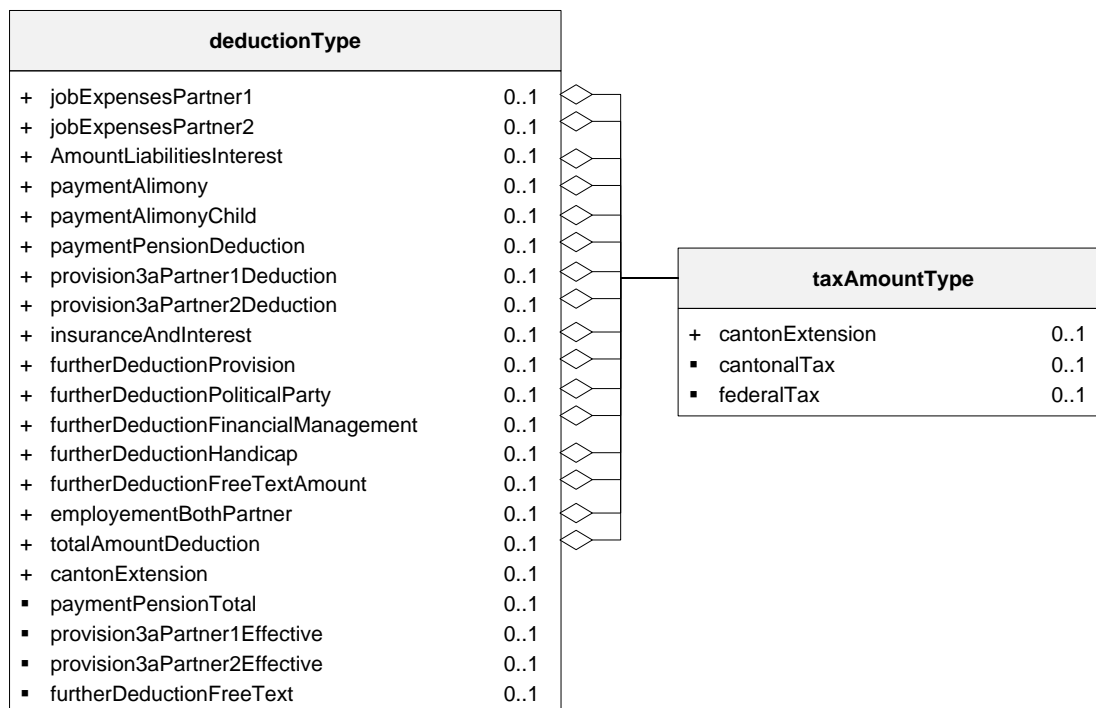 deductionType
+ jobExpensesPartner1 0..1
+ jobExpensesPartner2 0..1
+ AmountLiabilitiesInterest 0..1
+ paymentAlimony 0..1
+ paymentAlimonyChild 0..1
+ paymentPensionDeduction 0..1
+ provision3aPartner1Deduction 0..1
+ provision3aPartner2Deduction 0..1
+ insuranceAndInterest 0..1
+ furtherDeductionProvision 0..1
+ furtherDeductionPoliticalParty 0..1
+ furtherDeductionFinancialManagement 0..1
+ furtherDeductionHandicap 0..1
+ furtherDeductionFreeTextAmount 0..1
+ employementBothPartner 0..1
+ totalAmountDeduction 0..1
+ cantonExtension 0..1
▪ paymentPensionTotal 0..1
▪ provision3aPartner1Effective 0..1
▪ provision3aPartner2Effective 0..1
▪ furtherDeductionFreeText 0..1
taxAmountType
+ cantonExtension 0..1
▪ cantonalTax 0..1
▪ federalTax 0..1